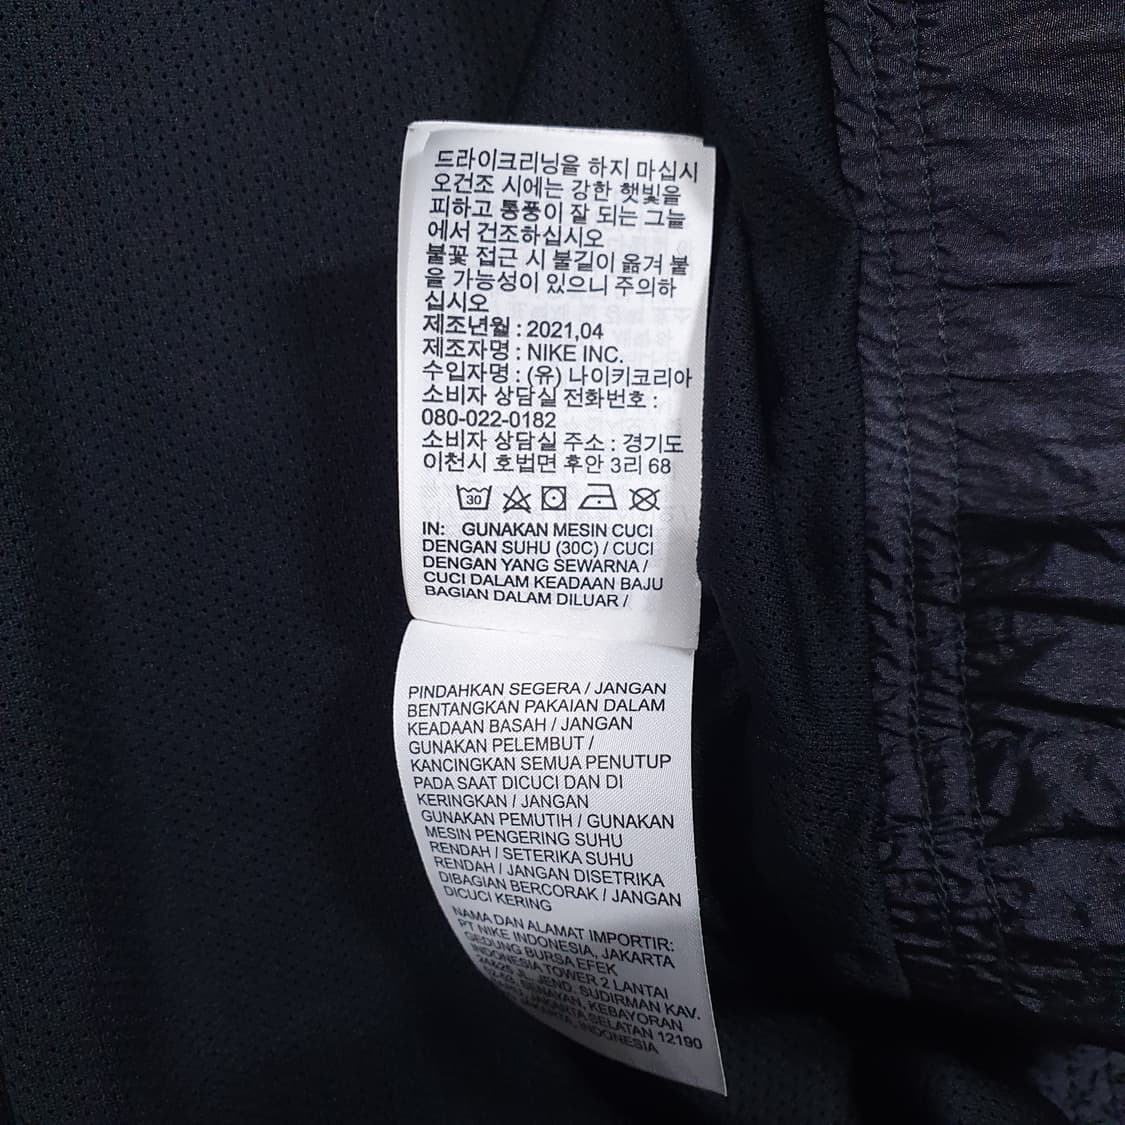 드라이크리닝을 하지 마십시
오건조 시에는 강한 햇빛을
피하고 통풍이 잘 되는 그늘
에서 건조하십시오
불꽃 접근 시 불길이 옮겨 붙
을 가능성이 있으니 주의하
십시오
제조년월 : 2021,04
제조자명 : NIKE INC.
수입자명 : (유) 나이키코리아
소비자 상담실 전화번호 :
080-022-0182
소비자 상담실 주소 : 경기도
이천시 호법면 후안 3리 68
30
IN: GUNAKAN MESIN CUCI
DENGAN SUHU (30C) / CUCI
DENGAN YANG SEWARNA /
CUCI DALAM KEADAAN BAJU
BAGIAN DALAM DILUAR /
PINDAHKAN SEGERA / JANGAN
BENTANGKAN PAKAIAN DALAM
KEADAAN BASAH / JANGAN
GUNAKAN PELEMBUT /
KANCINGKAN SEMUA PENUTUP
PADA SAAT DICUCI DAN DI
KERINGKAN / JANGAN
GUNAKAN PEMUTIH / GUNAKAN
MESIN PENGERING SUHU
RENDAH / SETERIKA SUHU
RENDAH / JANGAN DISETRIKA
DIBAGIAN BERCORAK / JANGAN
DICUCI KERING
NAMA DAN ALAMAT IMPORTIR:
PT NIKE INDONESIA, JAKARTA
GEDUNG BURSA EFEK
INDONESIA TOWER 2 LANTAI
JL. JEND. SUDIRMAN KAV.
SENAYAN, KEBAYORAN
JAKARTA SELATAN 12190
INDONESIA